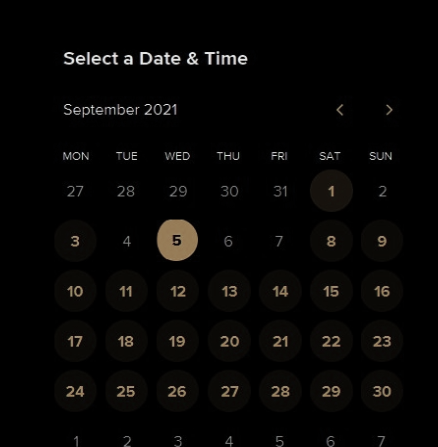 Select a Date & Time
September 2021 < >
MON TUE WED THU FRI SAT SUN
27 28 29 30 31 1 2
3 4 5 6 7 8 9
10 11 12 13 14 15 16
17 18 19 20 21 22 23
24 25 26 27 28 29 30
1 2 3 4 5 6 7